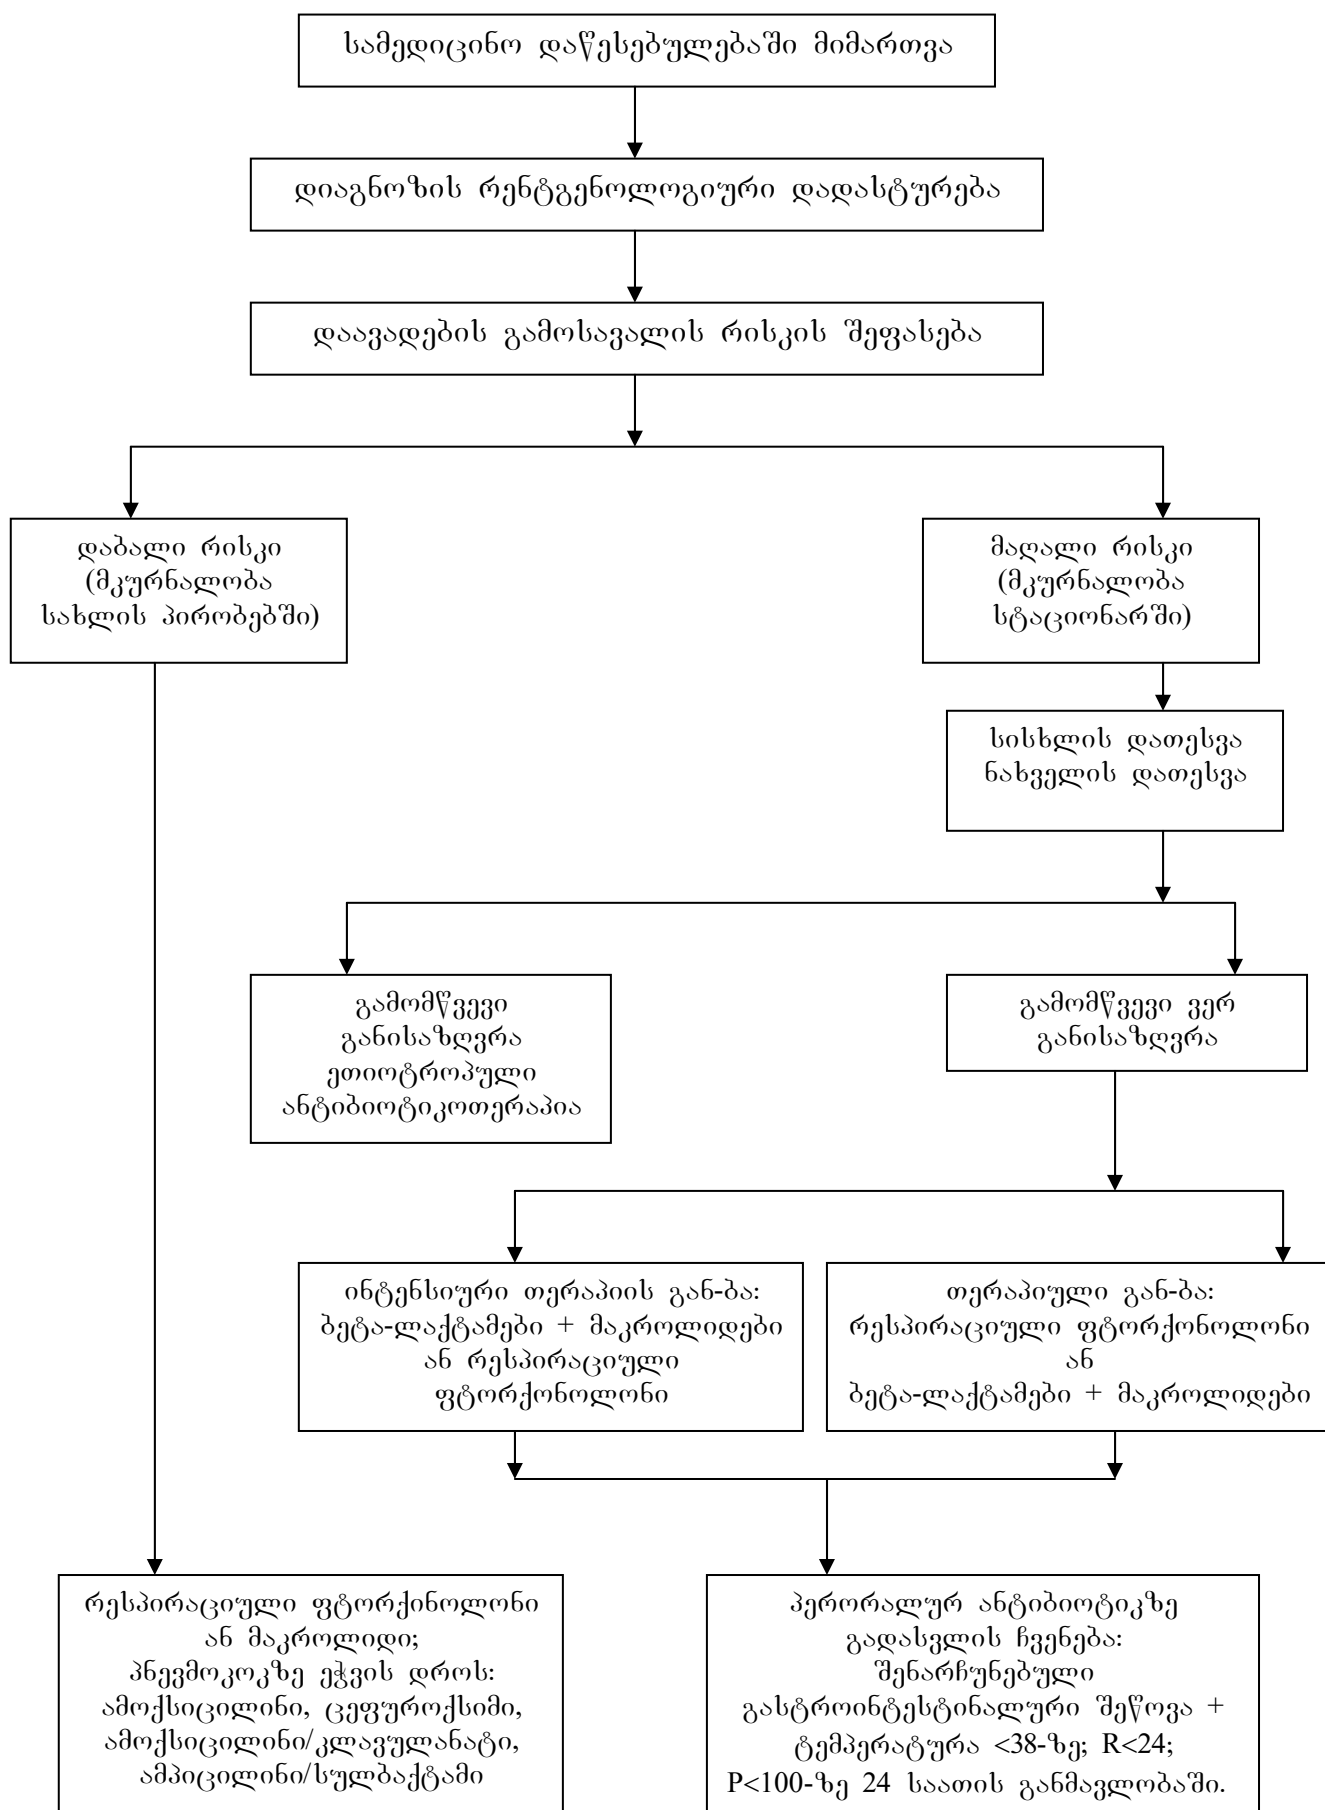 სამედიცინო დაწესებულებაში მიმართვა
დიაგნოზის რენტგენოლოგიური დადასტურება
დაავადების გამოსავალის რისკის შეფასება
დაბალი რისკი
(მკურნალობა
სახლის პირობებში)
მაღალი რისკი
(მკურნალობა
სტაციონარში)
სისხლის დათესვა
ნახველის დათესვა
გამომწვევი
განისაზღვრა
ეთიოტროპული
ანტიბიოტიკოთერაპია
გამომწვევი ვერ
განისაზღვრა
ინტენსიური თერაპიის გან-ბა:
ბეტა-ლაქტამები + მაკროლიდები
ან რესპირაციული
ფტორქონოლონი
თერაპიული გან-ბა:
რესპირაციული ფტორქონოლონი
ან
ბეტა-ლაქტამები + მაკროლიდები
რესპირაციული ფტორქინოლონი
ან მაკროლიდი;
პნევმოკოკზე ეჭვის დროს:
ამოქსიცილინი, ცეფუროქსიმი,
ამოქსიცილინი/კლავულანატი,
ამპიცილინი/სულბაქტამი
პერორალურ ანტიბიოტიკზე
გადასვლის ჩვენება:
შენარჩუნებული
გასტროინტესტინალური შეწოვა +
ტემპერატურა <38-ზე; R<24;
P<100-ზე 24 საათის განმავლობაში.